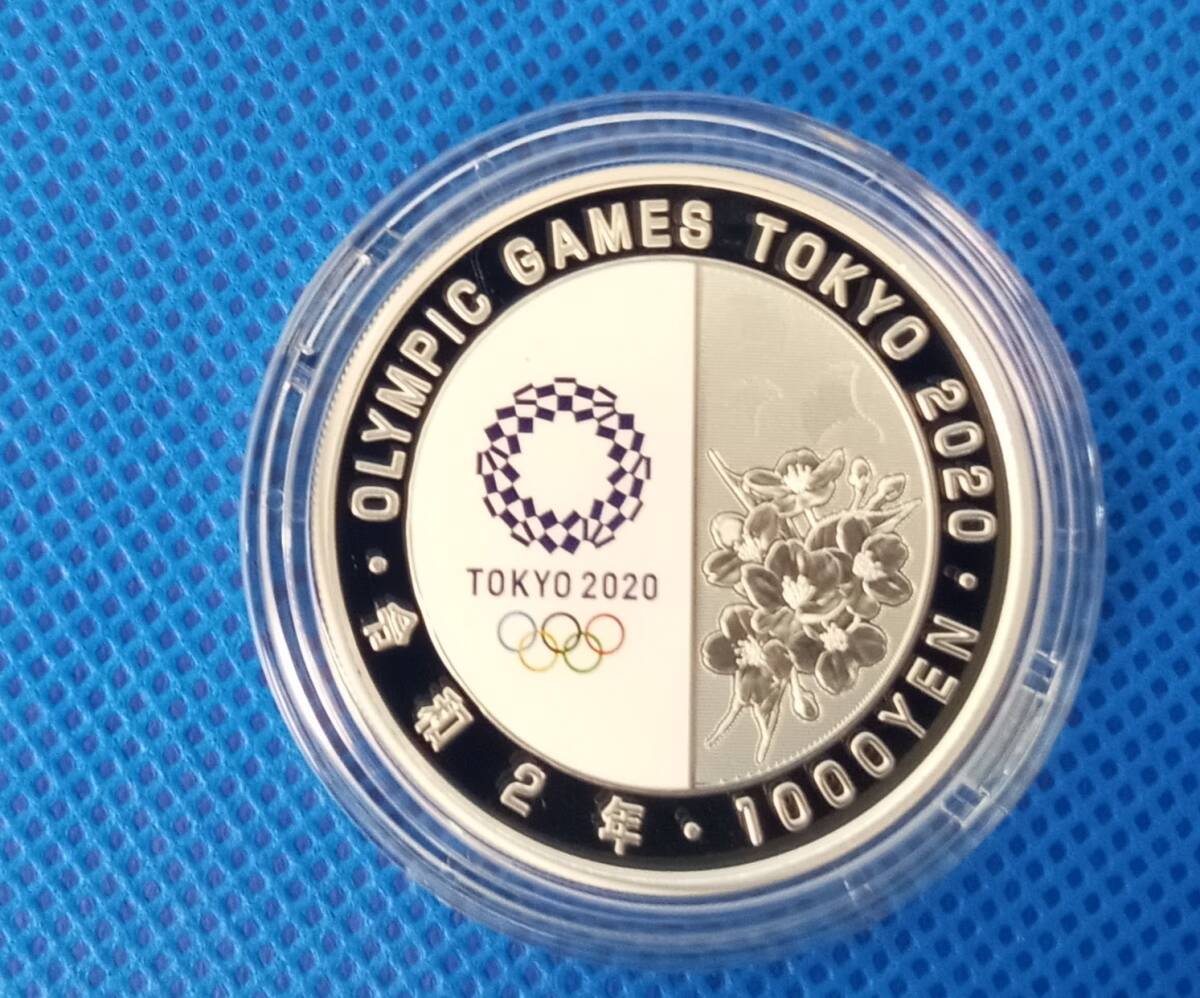 OLYMPIC GAMES TOKYO 2020
TOKYO 2020
令和2年・1000YEN